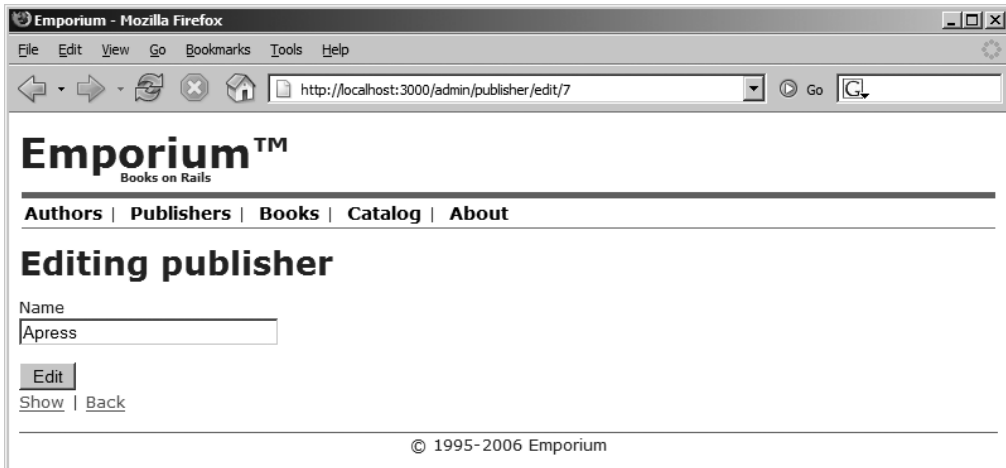 Emporium - Mozilla Firefox
File Edit View Go Bookmarks Tools Help
http://localhost:3000/admin/publisher/edit/7 Go G
Emporium™
Books on Rails
Authors | Publishers | Books | Catalog | About
Editing publisher
Name
Apress
Edit
Show | Back
© 1995-2006 Emporium